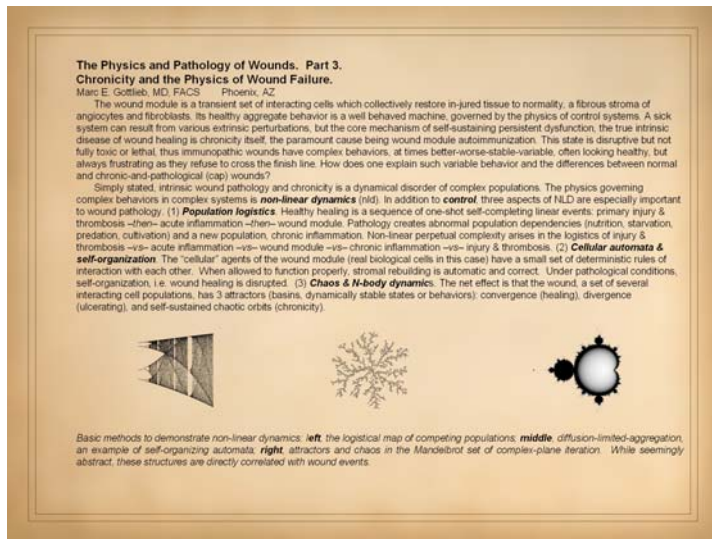 The Physics and Pathology of Wounds. Part 3.
Chronicity and the Physics of Wound Failure.
Marc E. Gottlieb, MD, FACS Phoenix, AZ
The wound module is a transient set of interacting cells which collectively restore in-jured tissue to normality, a fibrous stroma of
angiocytes and fibroblasts. Its healthy aggregate behavior is a well behaved machine, governed by the physics of control systems. A sick
system can result from various extrinsic perturbations, but the core mechanism of self-sustaining persistent dysfunction, the true intrinsic
disease of wound healing is chronicity itself, the paramount cause being wound module autoimmunization. This state is disruptive but not
fully toxic or lethal, thus immunopathic wounds have complex behaviors, at times better-worse-stable-variable, often looking healthy, but
always frustrating as they refuse to cross the finish line. How does one explain such variable behavior and the differences between normal
and chronic-and-pathological (cap) wounds?
Simply stated, intrinsic wound pathology and chronicity is a dynamical disorder of complex populations. The physics governing
complex behaviors in complex systems is non-linear dynamics (nld). In addition to control, three aspects of NLD are especially important
to wound pathology. (1) Population logistics. Healthy healing is a sequence of one-shot self-completing linear events: primary injury &
thrombosis –then– acute inflammation –then– wound module. Pathology creates abnormal population dependencies (nutrition, starvation,
predation, cultivation) and a new population, chronic inflammation. Non-linear perpetual complexity arises in the logistics of injury &
thrombosis –vs– acute inflammation –vs– wound module –vs– chronic inflammation –vs– injury & thrombosis. (2) Cellular automata &
self-organization. The "cellular" agents of the wound module (real biological cells in this case) have a small set of deterministic rules of
interaction with each other. When allowed to function properly, stromal rebuilding is automatic and correct. Under pathological conditions,
self-organization, i.e. wound healing is disrupted. (3) Chaos & N-body dynamics. The net effect is that the wound, a set of several
interacting cell populations, has 3 attractors (basins, dynamically stable states or behaviors): convergence (healing), divergence
(ulcerating), and self-sustained chaotic orbits (chronicity).
Basic methods to demonstrate non-linear dynamics: left, the logistical map of competing populations; middle, diffusion-limited-aggregation,
an example of self-organizing automata; right, attractors and chaos in the Mandelbrot set of complex-plane iteration. While seemingly
abstract, these structures are directly correlated with wound events.